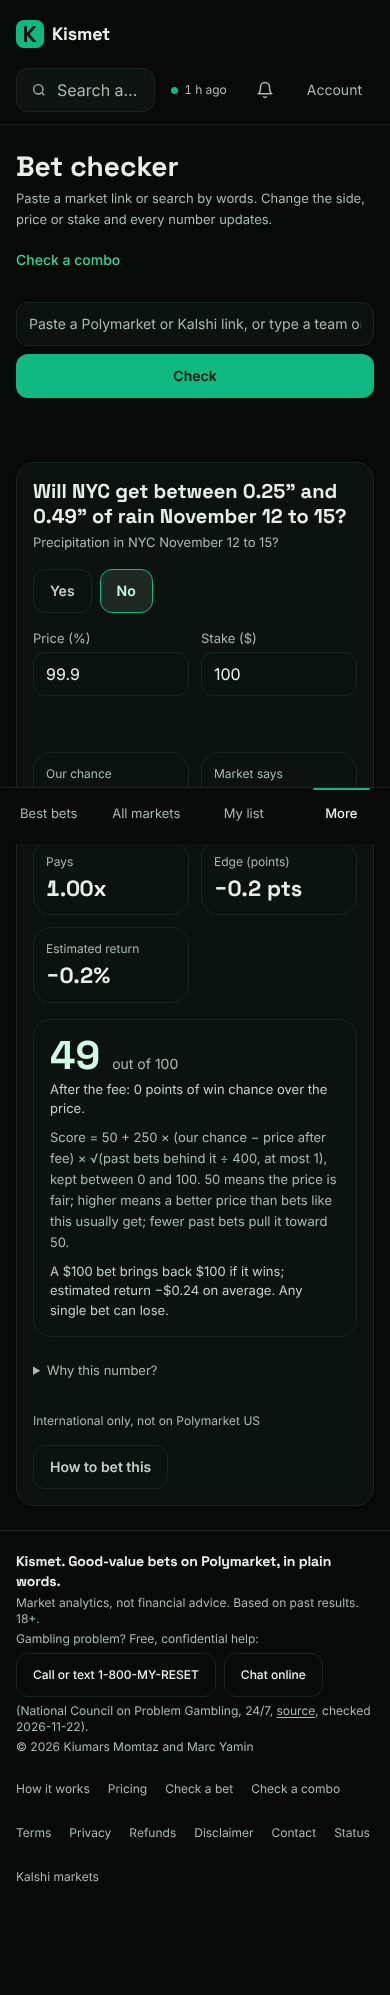 Kismet
Search a...
1 h ago
Account
Bet checker
Paste a market link or search by words. Change the side,
price or stake and every number updates.
Check a combo
Paste a Polymarket or Kalshi link, or type a team o
Check
Will NYC get between 0.25” and
0.49” of rain November 12 to 15?
Precipitation in NYC November 12 to 15?
Yes
No
Price (%)
Stake ($)
99.9
100
Our chance
Market says
Best bets
All markets
My list
More
Pays
Edge (points)
1.00x
−0.2 pts
Estimated return
−0.2%
49 out of 100
After the fee: 0 points of win chance over the
price.
Score = 50 + 250 × (our chance − price after
fee) × √(past bets behind it ÷ 400, at most 1),
kept between 0 and 100. 50 means the price is
fair; higher means a better price than bets like
this usually get; fewer past bets pull it toward
50.
A $100 bet brings back $100 if it wins;
estimated return −$0.24 on average. Any
single bet can lose.
Why this number?
International only, not on Polymarket US
How to bet this
Kismet. Good-value bets on Polymarket, in plain
words.
Market analytics, not financial advice. Based on past results.
18+.
Gambling problem? Free, confidential help:
Call or text 1-800-MY-RESET
Chat online
(National Council on Problem Gambling, 24/7, source, checked
2026-11-22).
© 2026 Kiumars Momtaz and Marc Yamin
How it works
Pricing
Check a bet
Check a combo
Terms
Privacy
Refunds
Disclaimer
Contact
Status
Kalshi markets